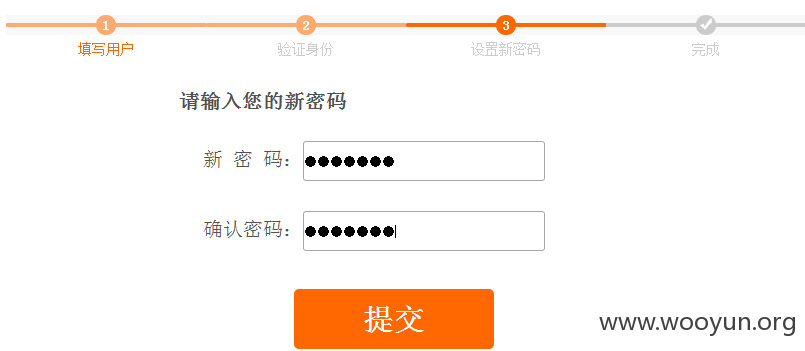 1 2 3
填写用户 验证身份 设置新密码 完成
请输入您的新密码
新 密 码：
确认密码：
提交
www.wooyun.org